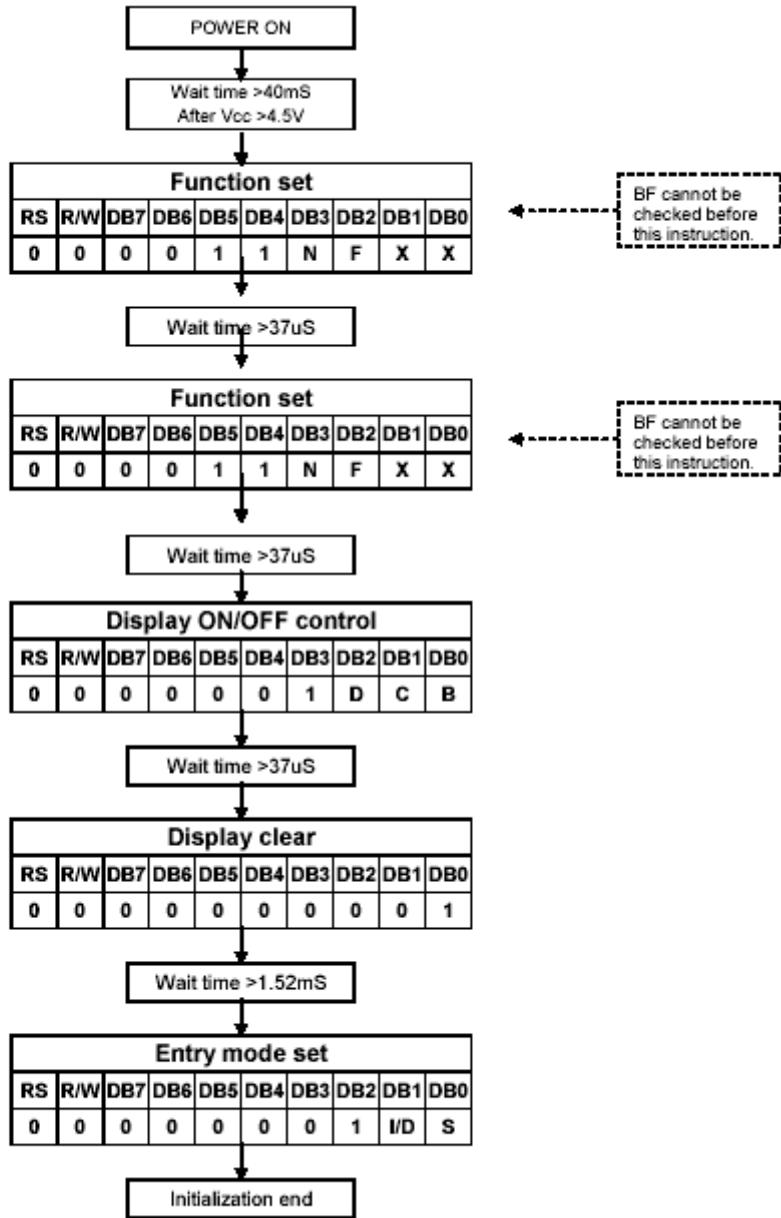 POWER ON
Wait time >40mS
After Vcc >4.5V
Function set
RS R/W DB7 DB6 DB5 DB4 DB3 DB2 DB1 DB0
0 0 0 0 1 1 N F X X
BF cannot be
checked before
this instruction.
Wait time >37uS
Function set
RS R/W DB7 DB6 DB5 DB4 DB3 DB2 DB1 DB0
0 0 0 0 1 1 N F X X
BF cannot be
checked before
this instruction.
Wait time >37uS
Display ON/OFF control
RS R/W DB7 DB6 DB5 DB4 DB3 DB2 DB1 DB0
0 0 0 0 0 0 1 D C B
Wait time >37uS
Display clear
RS R/W DB7 DB6 DB5 DB4 DB3 DB2 DB1 DB0
0 0 0 0 0 0 0 0 0 1
Wait time >1.52mS
Entry mode set
RS R/W DB7 DB6 DB5 DB4 DB3 DB2 DB1 DB0
0 0 0 0 0 0 0 1 I/D S
Initialization end